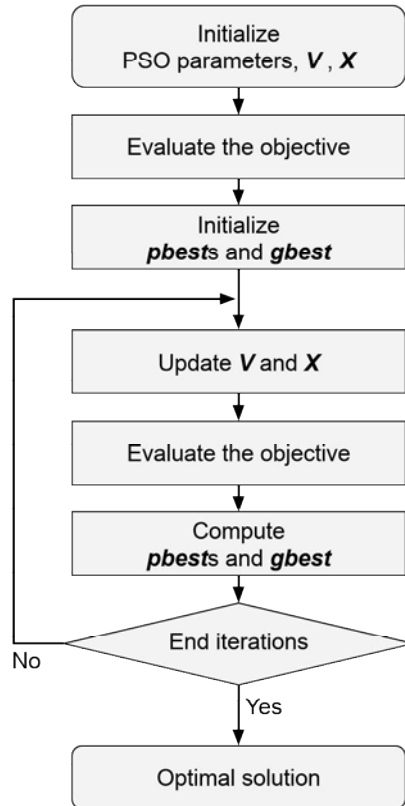 Initialize
PSO parameters, V , X
Evaluate the objective
Initialize
pbests and gbest
Update V and X
Evaluate the objective
Compute
pbests and gbest
End iterations
No
Yes
Optimal solution